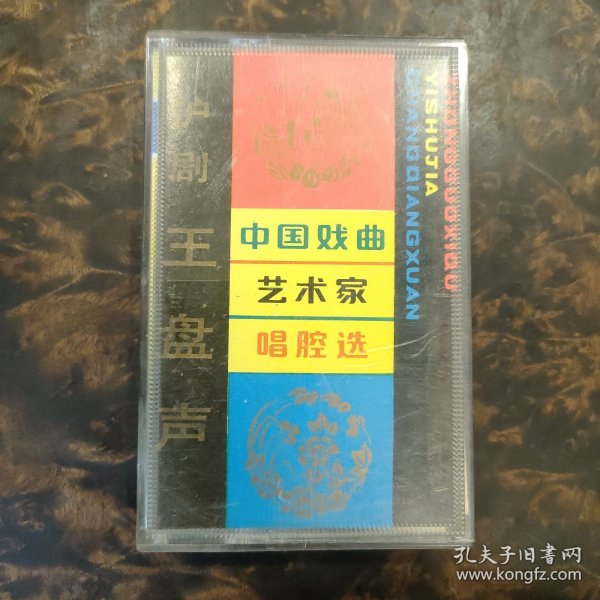 沪剧
王盘声
中国戏曲
艺术家
唱腔选
ZHONGGUOXIQU
YISHUJIA
CHANGQIANGXUAN
孔夫子旧书网
www.kongfz.com